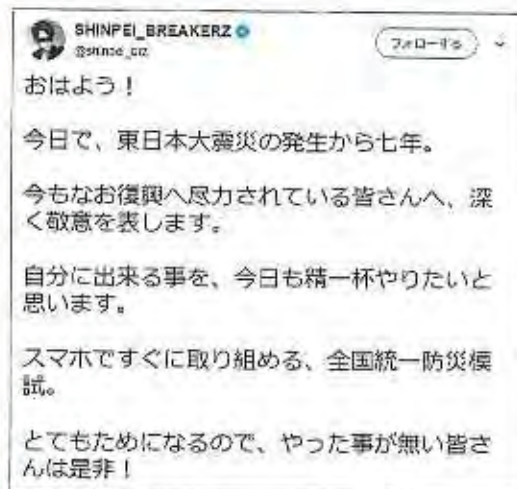 SHINPEI_BREAKERZ
フォローする
おはよう！
今日で、東日本大震災の発生から七年。
今もなお復興へ尽力されている皆さんへ、深
く敬意を表します。
自分に出来る事を、今日も精一杯やりたいと
思います。
スマホですぐに取り組める、全国統一防災模
試。
とてもためになるので、やった事が無い皆さ
んは是非！